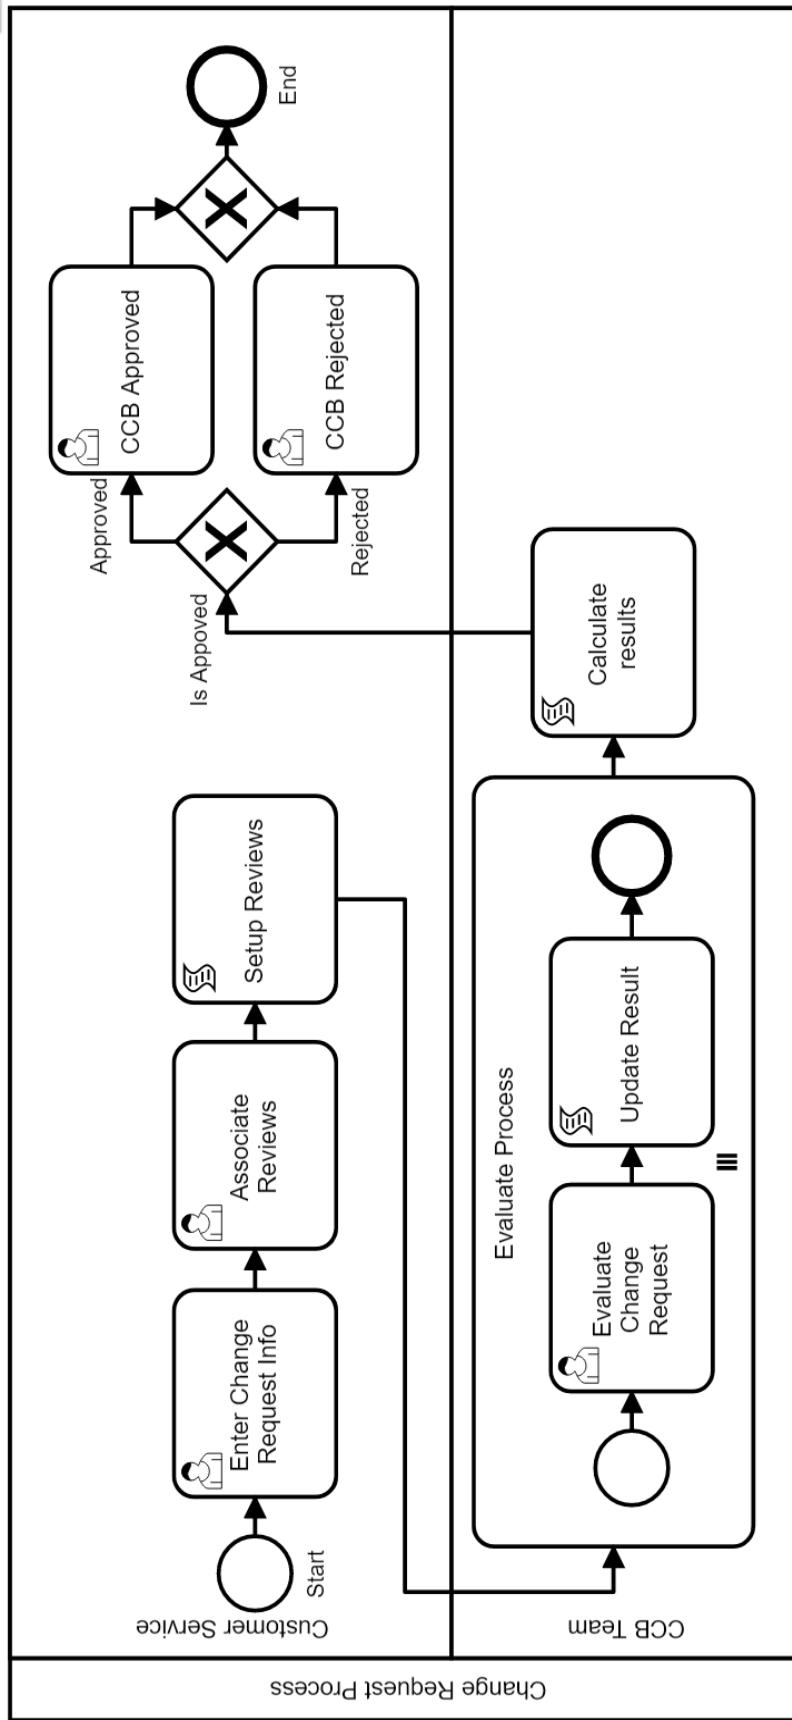 Change Request Process
Customer Service
Start
Enter Change
Request Info
Associate
Reviews
Setup Reviews
Is Appoved
Approved
Rejected
CCB Approved
CCB Rejected
End
CCB Team
Evaluate Process
Evaluate
Change
Request
Update Result
Calculate
results